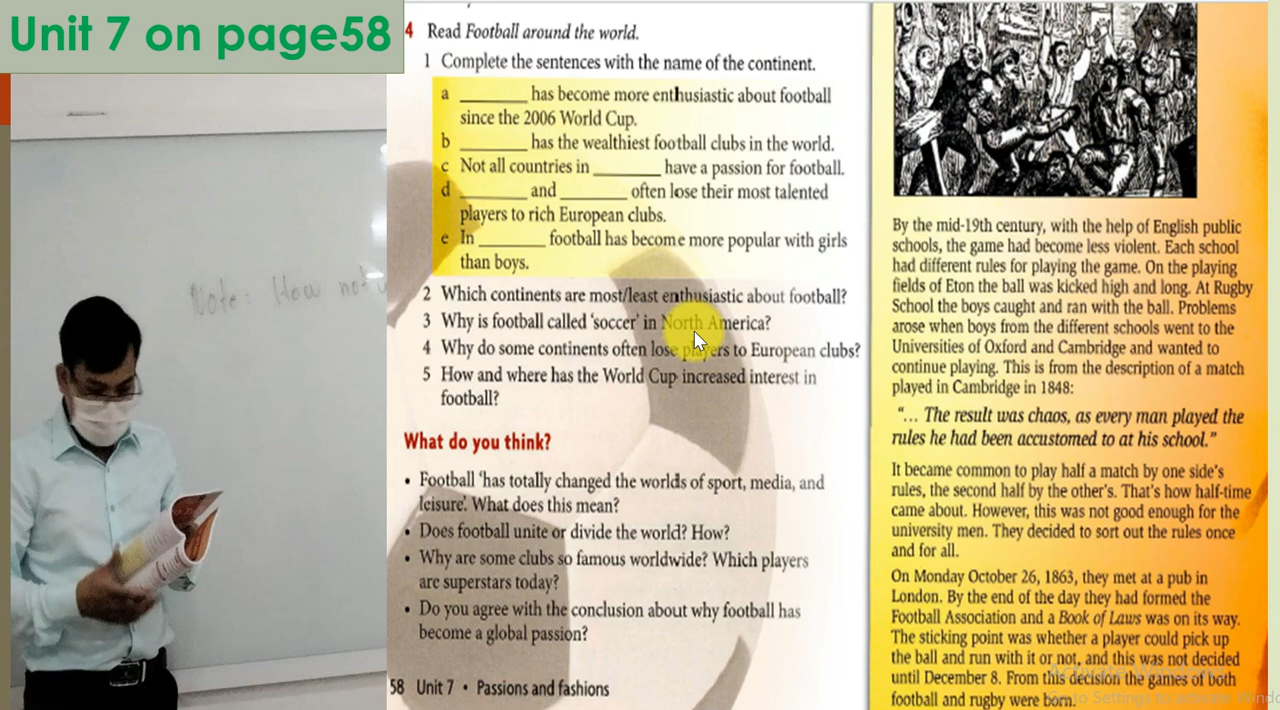 Unit 7 on page58
Note: How not
4 Read Football around the world.
1 Complete the sentences with the name of the continent.
a _______ has become more enthusiastic about football
since the 2006 World Cup.
b _______ has the wealthiest football clubs in the world.
c Not all countries in _______ have a passion for football.
d _______ and _______ often lose their most talented
players to rich European clubs.
e In _______ football has become more popular with girls
than boys.
2 Which continents are most/least enthusiastic about football?
3 Why is football called 'soccer' in North America?
4 Why do some continents often lose players to European clubs?
5 How and where has the World Cup increased interest in
football?
What do you think?
• Football 'has totally changed the worlds of sport, media, and
leisure'. What does this mean?
• Does football unite or divide the world? How?
• Why are some clubs so famous worldwide? Which players
are superstars today?
• Do you agree with the conclusion about why football has
become a global passion?
58 Unit 7 • Passions and fashions
By the mid-19th century, with the help of English public
schools, the game had become less violent. Each school
had different rules for playing the game. On the playing
fields of Eton the ball was kicked high and long. At Rugby
School the boys caught and ran with the ball. Problems
arose when boys from the different schools went to the
Universities of Oxford and Cambridge and wanted to
continue playing. This is from the description of a match
played in Cambridge in 1848:
"... The result was chaos, as every man played the
rules he had been accustomed to at his school."
It became common to play half a match by one side's
rules, the second half by the other's. That's how half-time
came about. However, this was not good enough for the
university men. They decided to sort out the rules once
and for all.
On Monday October 26, 1863, they met at a pub in
London. By the end of the day they had formed the
Football Association and a Book of Laws was on its way.
The sticking point was whether a player could pick up
the ball and run with it or not, and this was not decided
until December 8. From this decision the games of both
football and rugby were born.